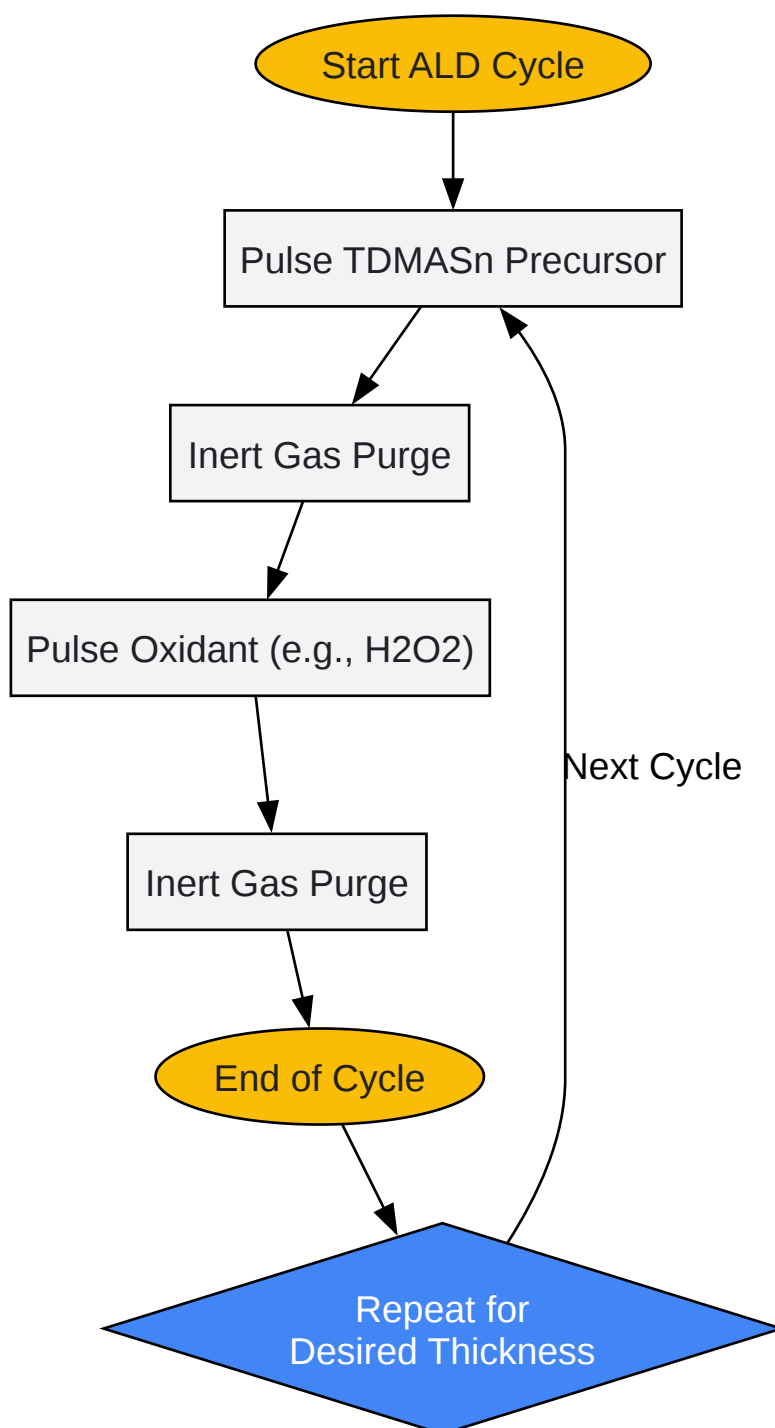 Start ALD Cycle
Pulse TDMASn Precursor
Inert Gas Purge
Pulse Oxidant (e.g., H2O2)
Next Cycle
Inert Gas Purge
End of Cycle
Repeat for
Desired Thickness